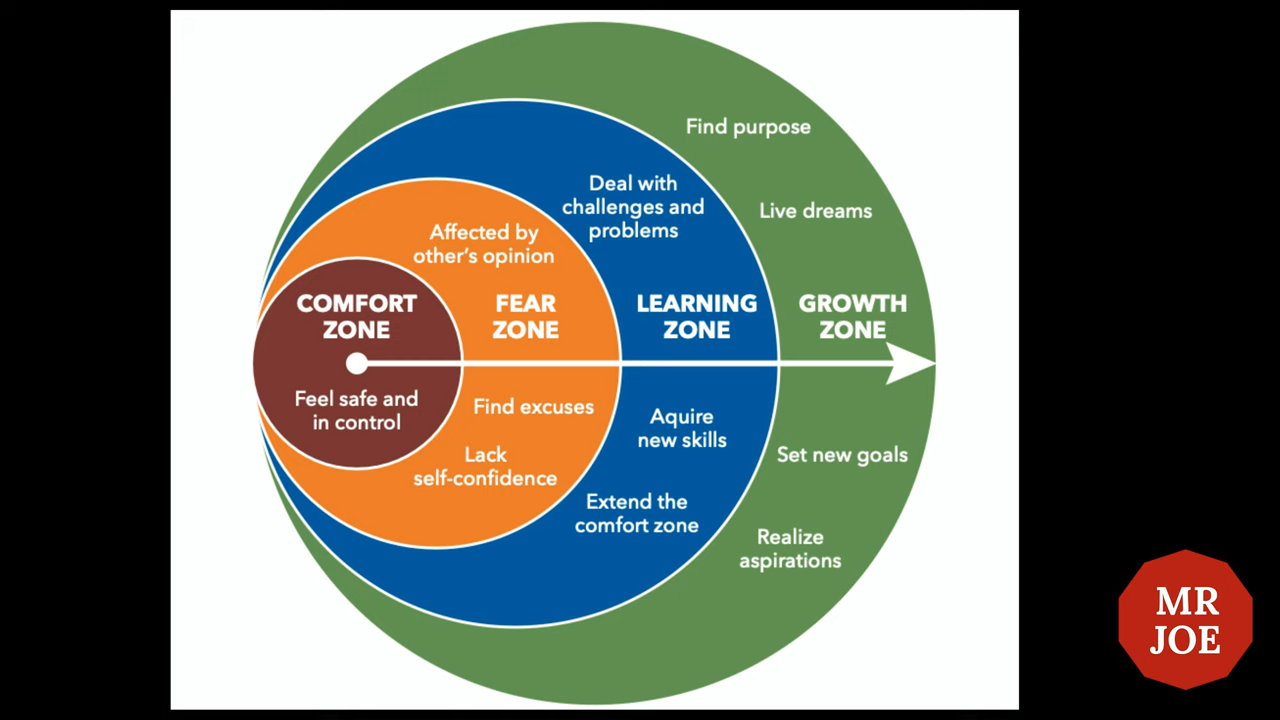 COMFORT
ZONE
Feel safe and
in control
Affected by
other's opinion
FEAR
ZONE
Find excuses
Lack
self-confidence
Deal with
challenges and
problems
LEARNING
ZONE
Aquire
new skills
Extend the
comfort zone
Find purpose
Live dreams
GROWTH
ZONE
Set new goals
Realize
aspirations
MR
JOE